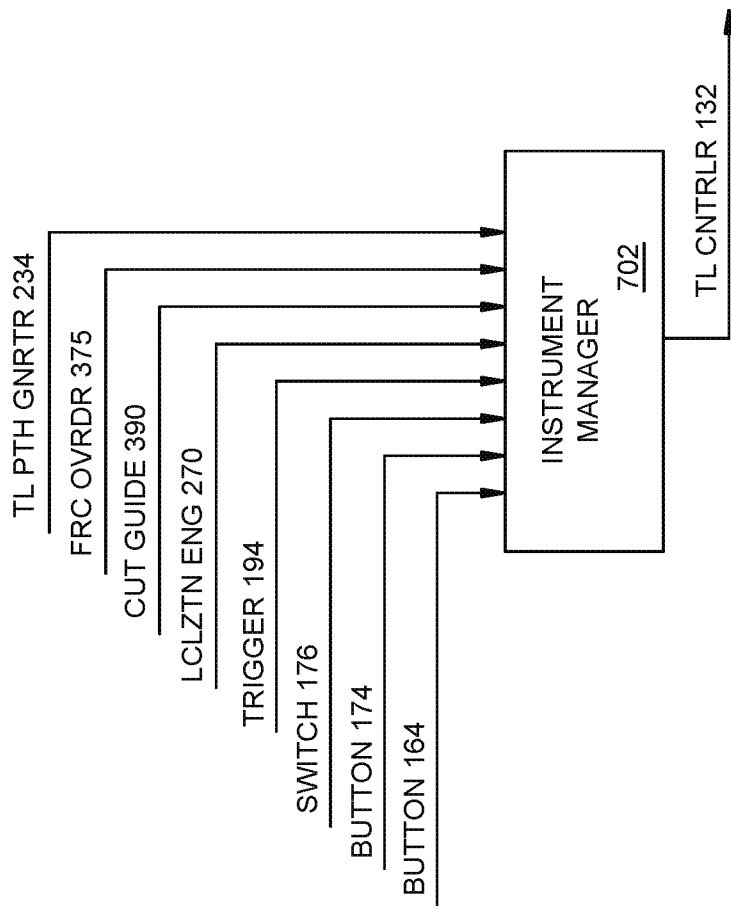 TL PTH GNRTR 234
FRC OVRDR 375
CUT GUIDE 390
LCLZTN ENG 270
TRIGGER 194
SWITCH 176
BUTTON 174
BUTTON 164
INSTRUMENT
MANAGER
702
TL CNTRLR 132